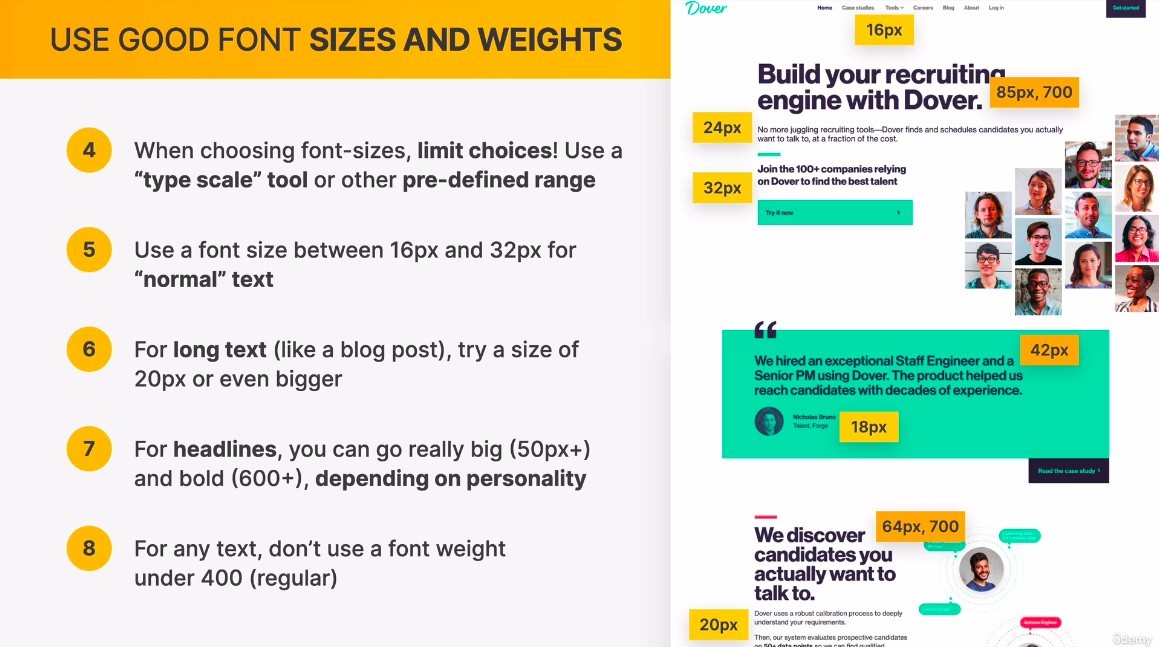 USE GOOD FONT SIZES AND WEIGHTS
4
When choosing font-sizes, limit choices! Use a
“type scale” tool or other pre-defined range
5
Use a font size between 16px and 32px for
“normal” text
6
For long text (like a blog post), try a size of
20px or even bigger
7
For headlines, you can go really big (50px+)
and bold (600+), depending on personality
8
For any text, don’t use a font weight
under 400 (regular)
Dover
Home Case studies Tools Careers Blog About Log in
Get started
16px
Build your recruiting
engine with Dover.
85px, 700
24px
No more juggling recruiting tools—Dover finds and schedules candidates you actually
want to talk to, at a fraction of the cost.
32px
Join the 100+ companies relying
on Dover to find the best talent
Try it now
“
42px
We hired an exceptional Staff Engineer and a
Senior PM using Dover. The product helped us
reach candidates with decades of experience.
Nicholas Bruno
Talent, Forge
18px
Read the case study
64px, 700
We discover
candidates you
actually want to
talk to.
20px
Dover uses a robust calibration process to deeply
understand your requirements.
Then, our system evaluates prospective candidates
on 50+ data points so we can find qualified
Udemy